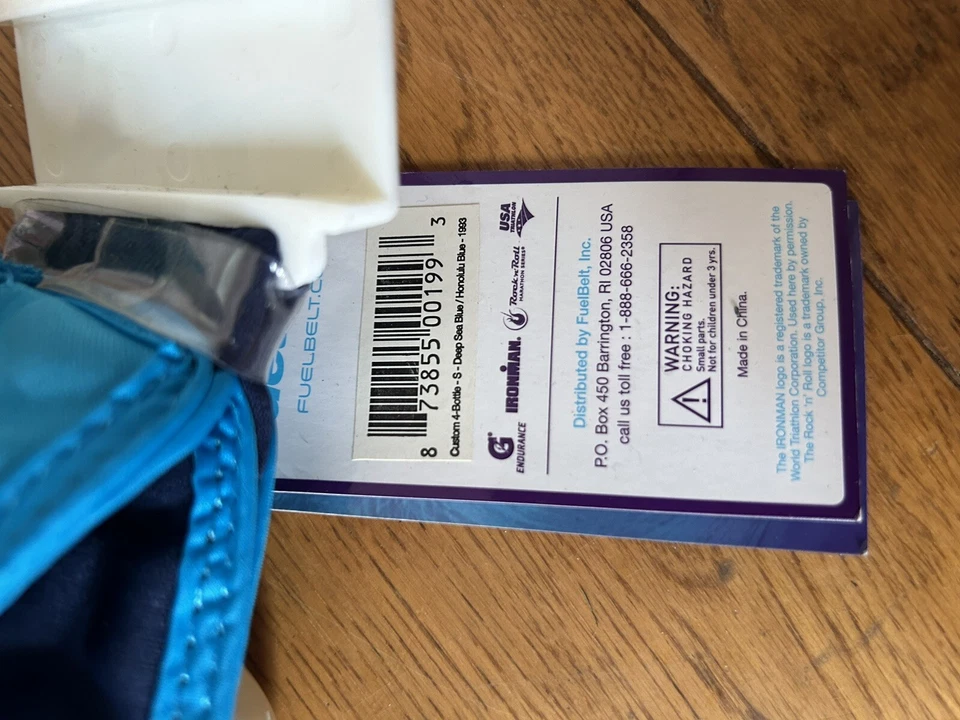 FUELBELT.C
8 73855 00199 3
Custom 4-Bottle - S - Deep Sea Blue / Honolulu Blue - 1993
G ENDURANCE
IRONMAN.
Rock'n'Roll
MARATHON SERIES®
USA
TRIATHLON
Distributed by FuelBelt, Inc.
P.O. Box 450 Barrington, RI 02806 USA
call us toll free : 1-888-666-2358
WARNING:
CHOKING HAZARD
Small parts.
Not for children under 3 yrs.
Made in China.
The IRONMAN logo is a registered trademark of the
World Triathlon Corporation. Used here by permission.
The Rock 'n' Roll logo is a trademark owned by
Competitor Group, Inc.